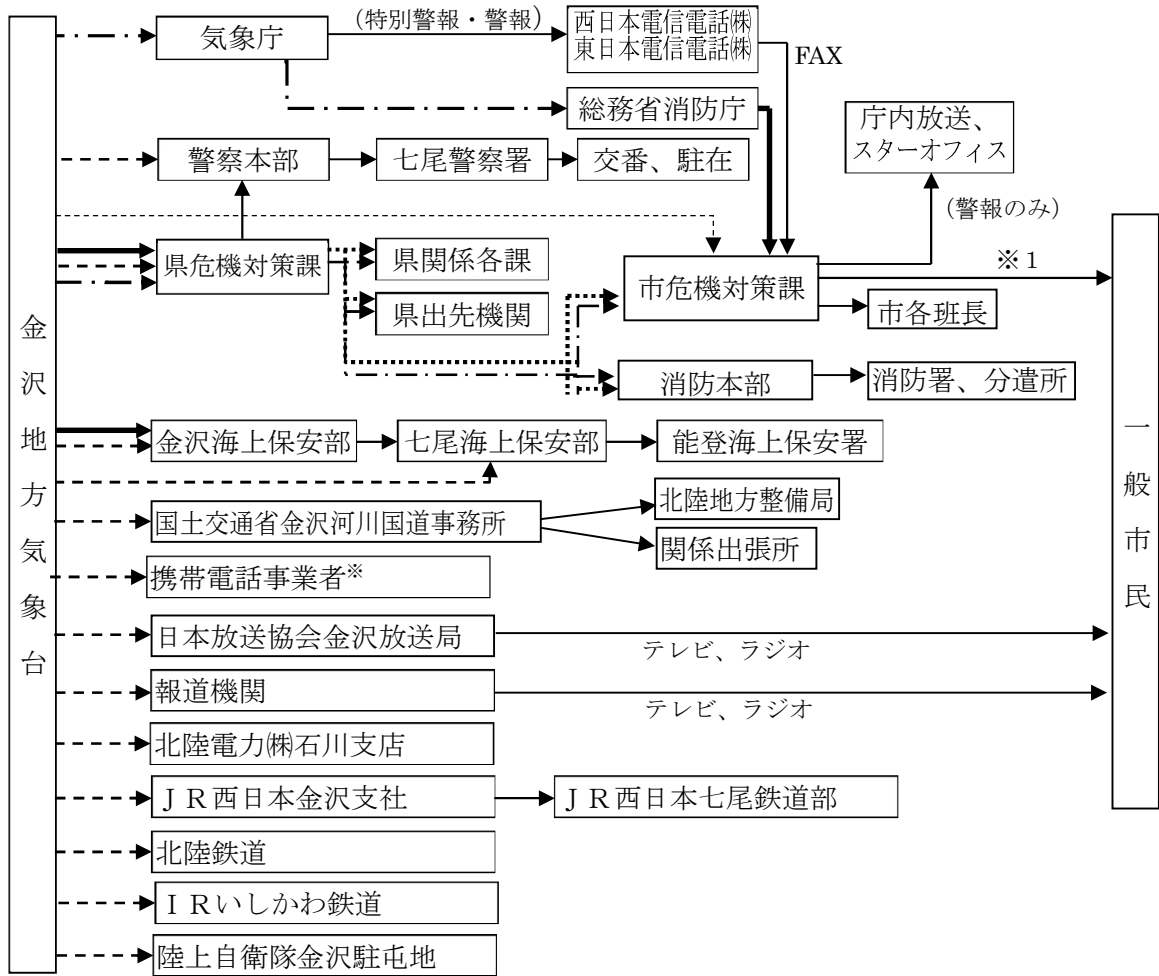 (特別警報・警報)
気象庁
西日本電信電話㈱
東日本電信電話㈱
FAX
総務省消防庁
庁内放送、
スターオフィス
警察本部
七尾警察署
交番、駐在
(警報のみ)
県危機対策課
県関係各課
県出先機関
市危機対策課
※1
市各班長
消防本部
消防署、分遣所
金沢地方気象台
一般市民
金沢海上保安部
七尾海上保安部
能登海上保安署
国土交通省金沢河川国道事務所
北陸地方整備局
関係出張所
携帯電話事業者※
日本放送協会金沢放送局
テレビ、ラジオ
報道機関
テレビ、ラジオ
北陸電力㈱石川支店
JR西日本金沢支社
JR西日本七尾鉄道部
北陸鉄道
IRいしかわ鉄道
陸上自衛隊金沢駐屯地